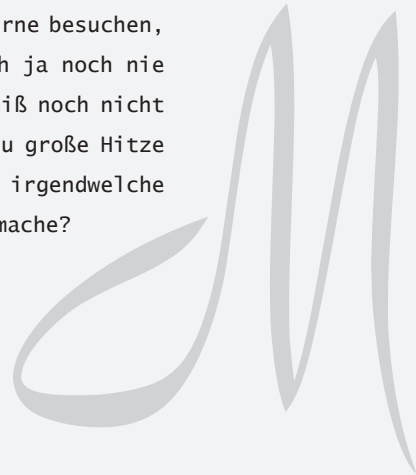 rne besuchen,
h ja noch nie
iß noch nicht
u große Hitze
irgendwelche
mache?
M